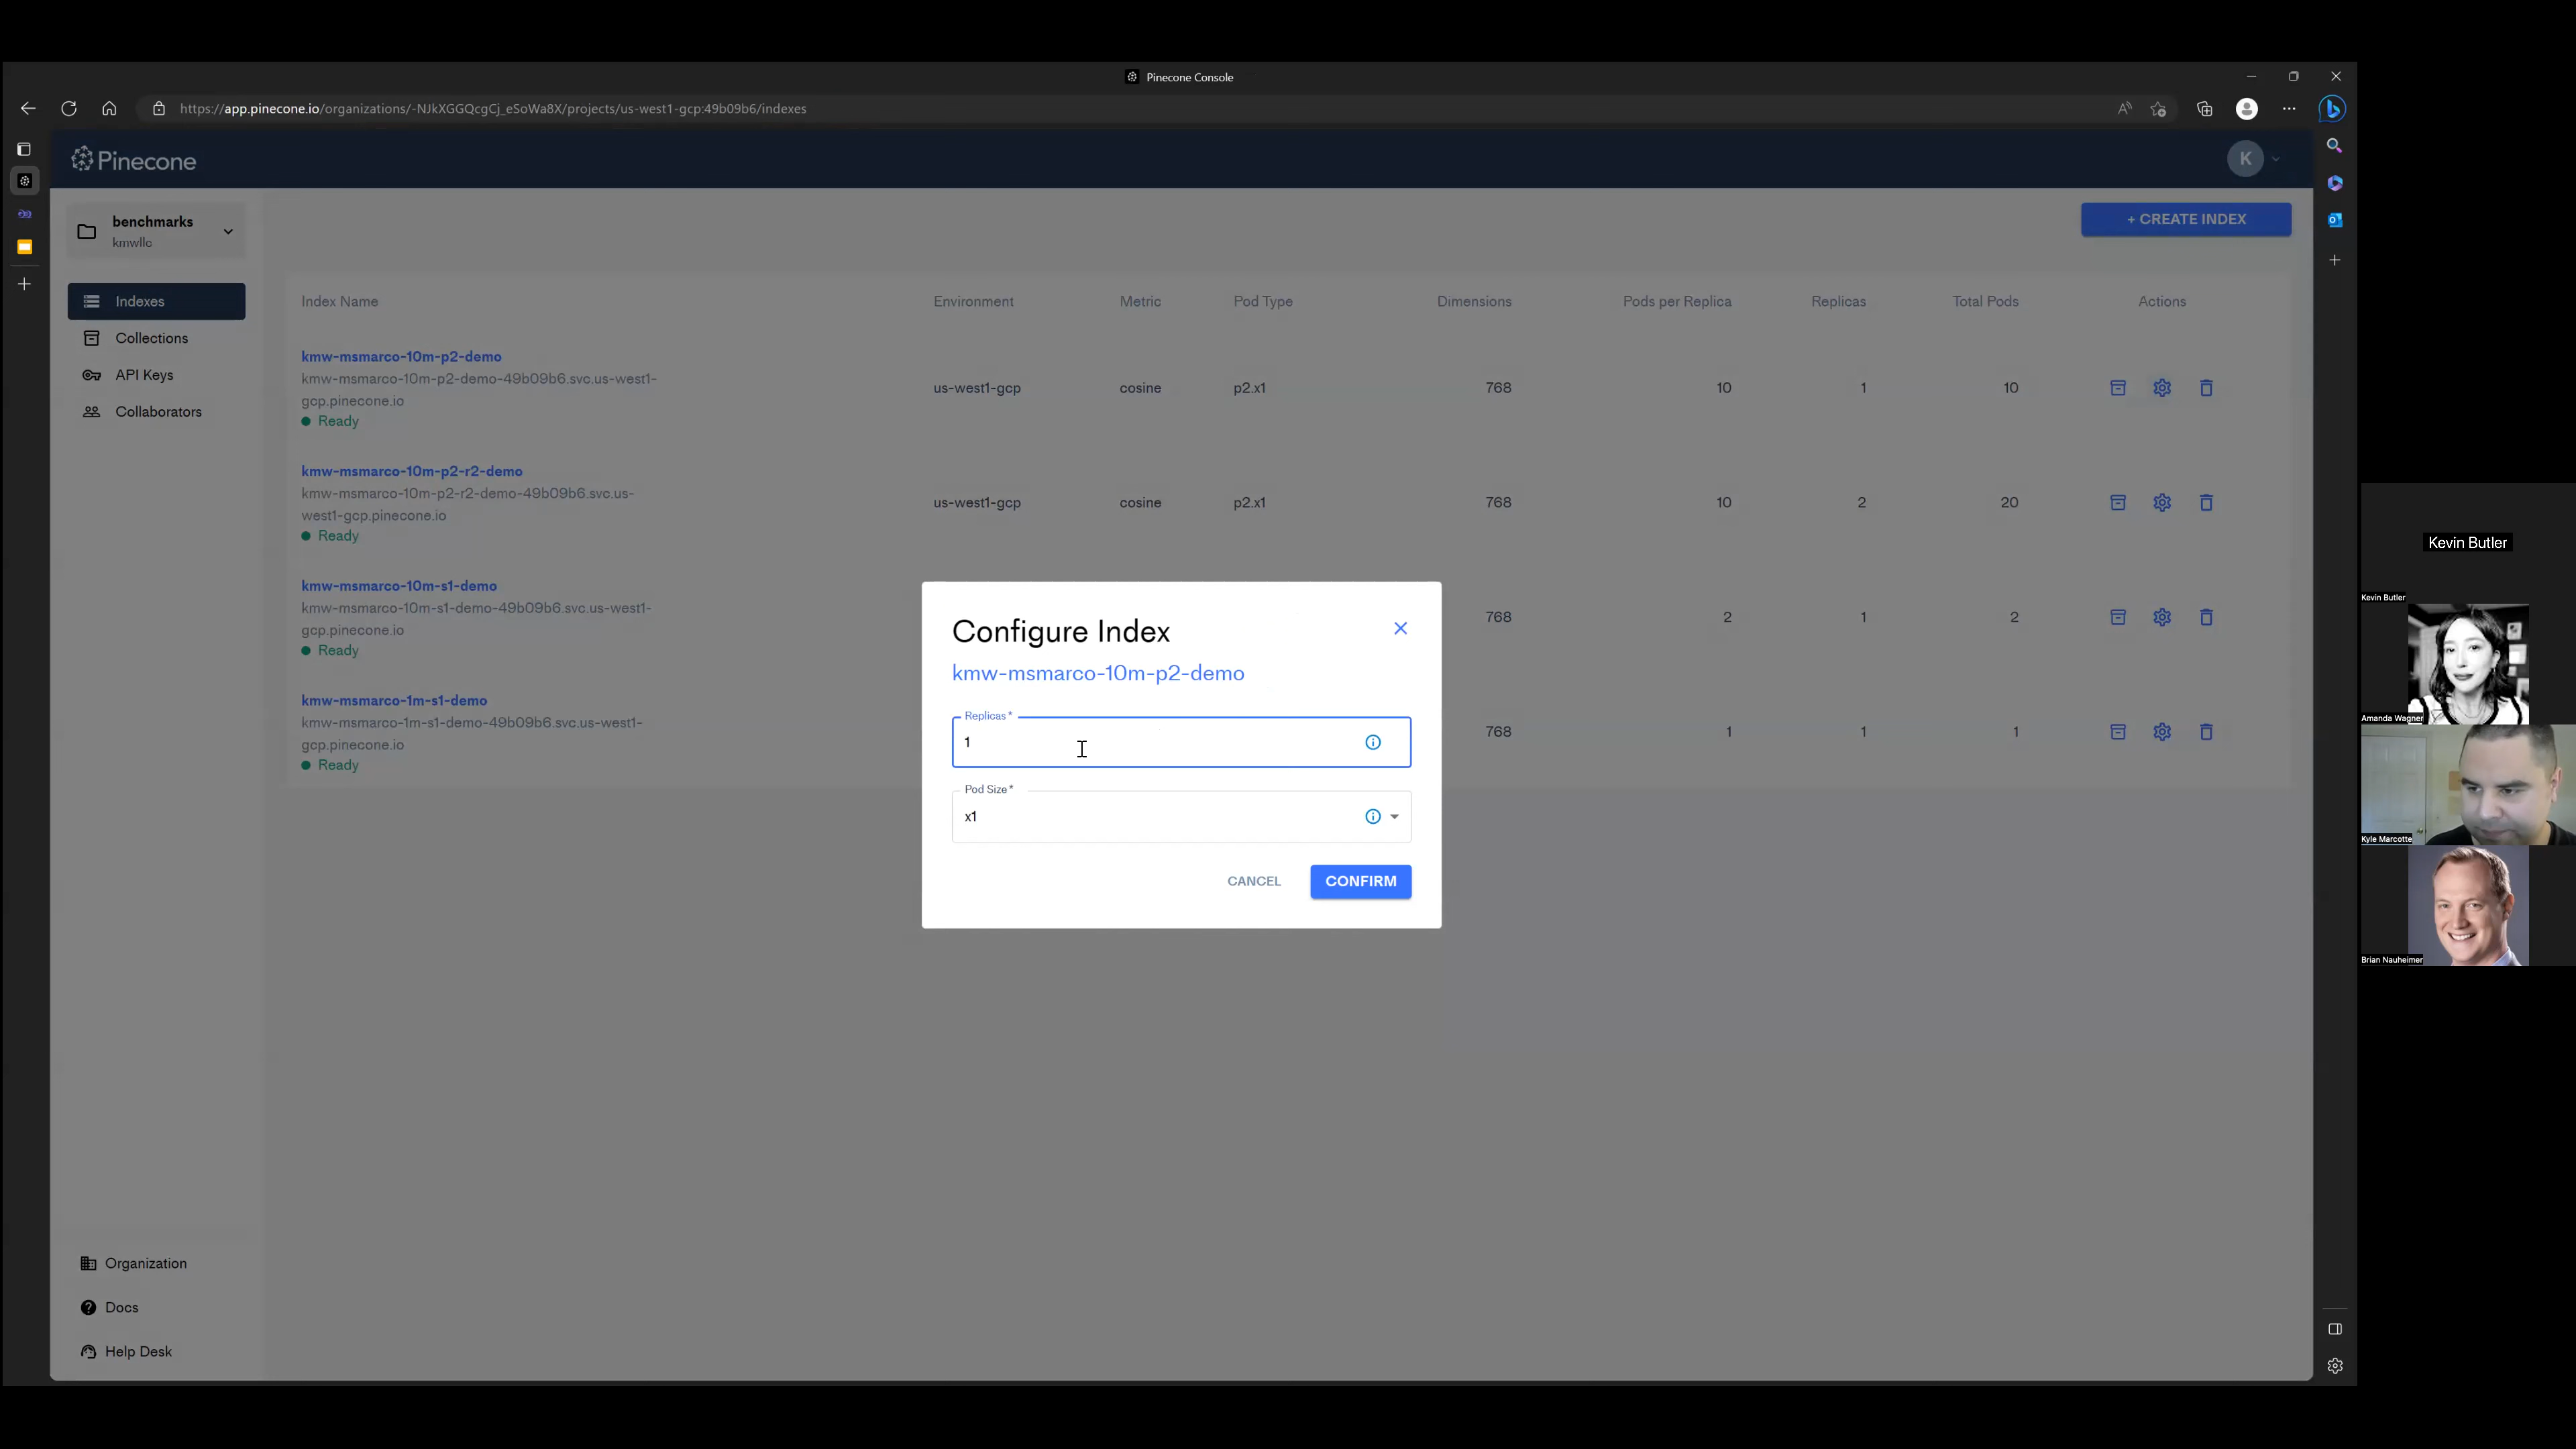 Pinecone Console
https://app.pinecone.io/organizations/-NJkXGGQcgCj_eSoWa8X/projects/us-west1-gcp:49b09b6/indexes
Pinecone
K
benchmarks
kmwllc
+ CREATE INDEX
Indexes
Collections
API Keys
Collaborators
Index Name Environment Metric Pod Type Dimensions Pods per Replica Replicas Total Pods Actions
kmw-msmarco-10m-p2-demo
kmw-msmarco-10m-p2-demo-49b09b6.svc.us-west1-
gcp.pinecone.io
Ready
us-west1-gcp cosine p2.x1 768 10 1 10
kmw-msmarco-10m-p2-r2-demo
kmw-msmarco-10m-p2-r2-demo-49b09b6.svc.us-
west1-gcp.pinecone.io
Ready
us-west1-gcp cosine p2.x1 768 10 2 20
kmw-msmarco-10m-s1-demo
kmw-msmarco-10m-s1-demo-49b09b6.svc.us-west1-
gcp.pinecone.io
Ready
768 2 1 2
kmw-msmarco-1m-s1-demo
kmw-msmarco-1m-s1-demo-49b09b6.svc.us-west1-
gcp.pinecone.io
Ready
768 1 1 1
Configure Index
kmw-msmarco-10m-p2-demo
Replicas *
1
Pod Size *
x1
CANCEL
CONFIRM
Organization
Docs
Help Desk
Kevin Butler
Kevin Butler
Amanda Wagner
Kyle Marcotte
Brian Nauheimer